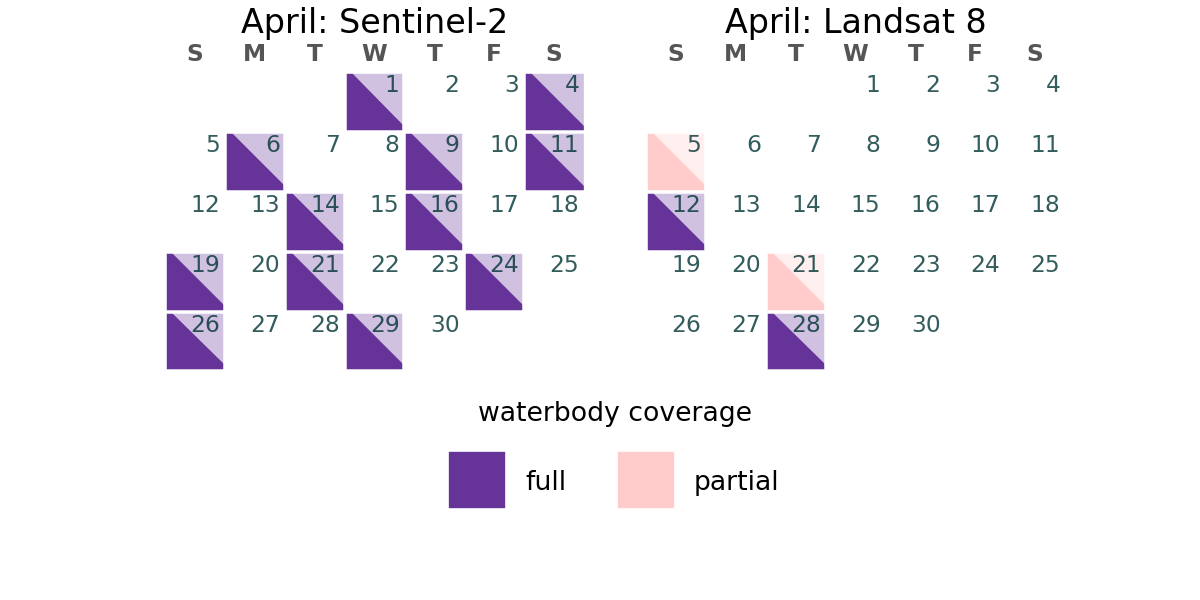 April: Sentinel-2
S M T W T F S
1 2 3 4
5 6 7 8 9 10 11
12 13 14 15 16 17 18
19 20 21 22 23 24 25
26 27 28 29 30
April: Landsat 8
S M T W T F S
1 2 3 4
5 6 7 8 9 10 11
12 13 14 15 16 17 18
19 20 21 22 23 24 25
26 27 28 29 30
waterbody coverage
full
partial